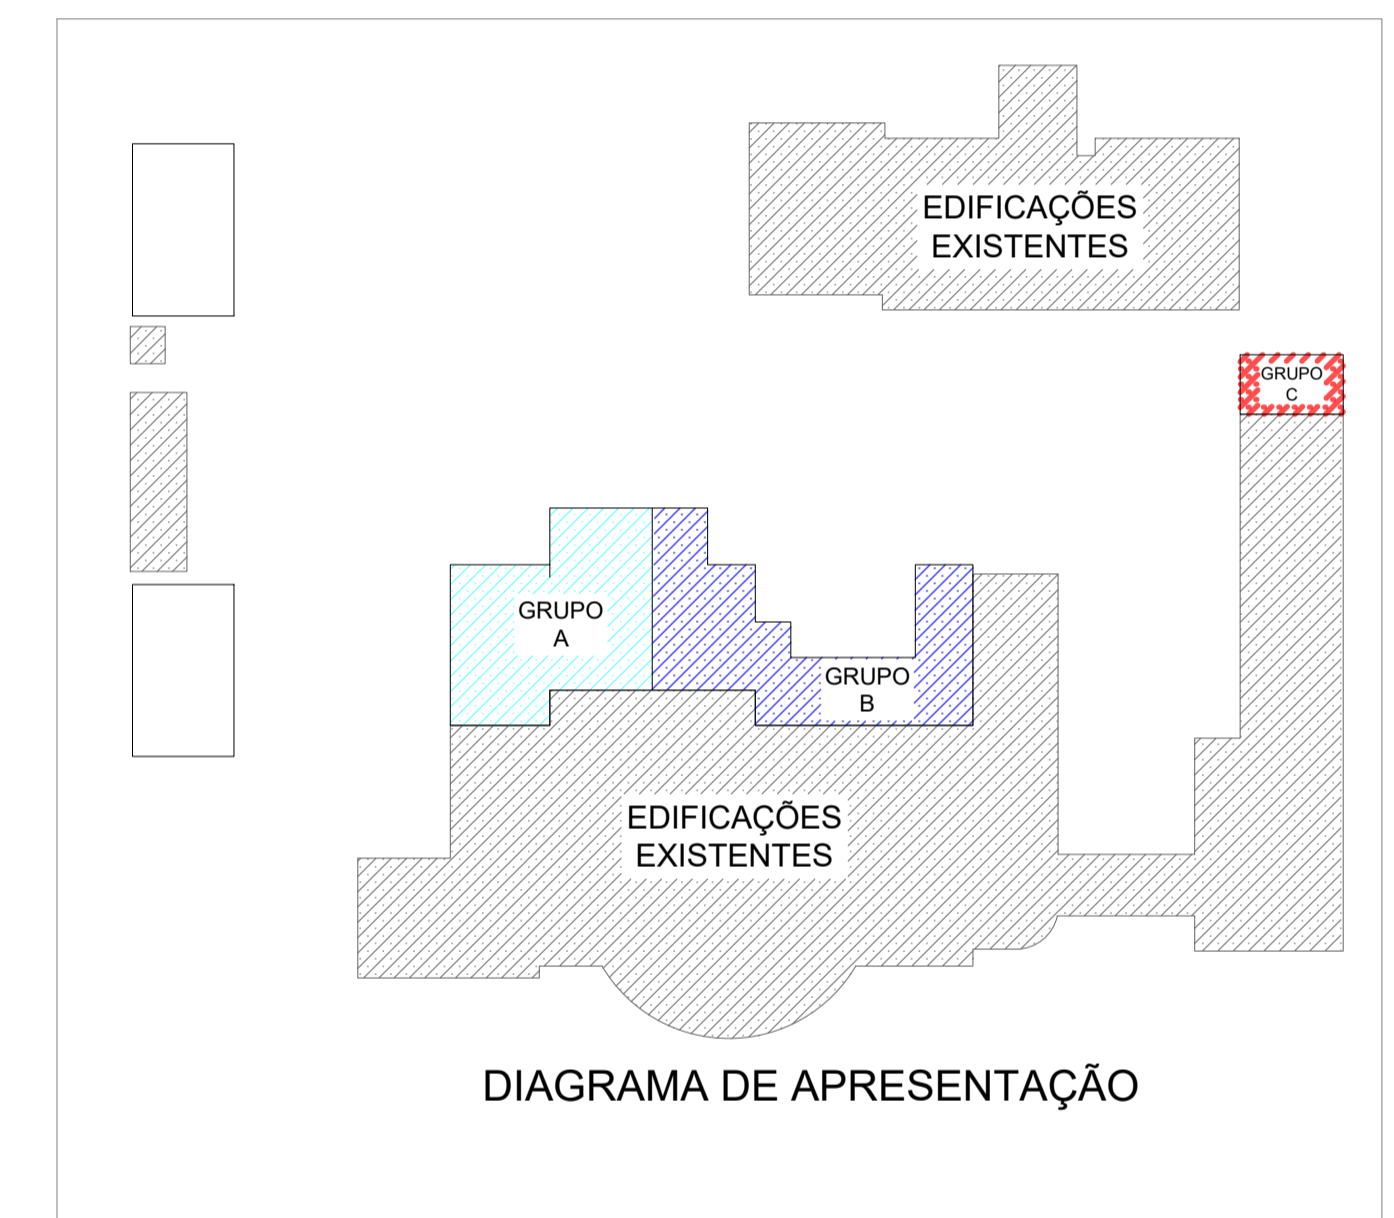 EDIFICAÇÕES
EXISTENTES
GRUPO
C
GRUPO
A
GRUPO
B
EDIFICAÇÕES
EXISTENTES
DIAGRAMA DE APRESENTAÇÃO